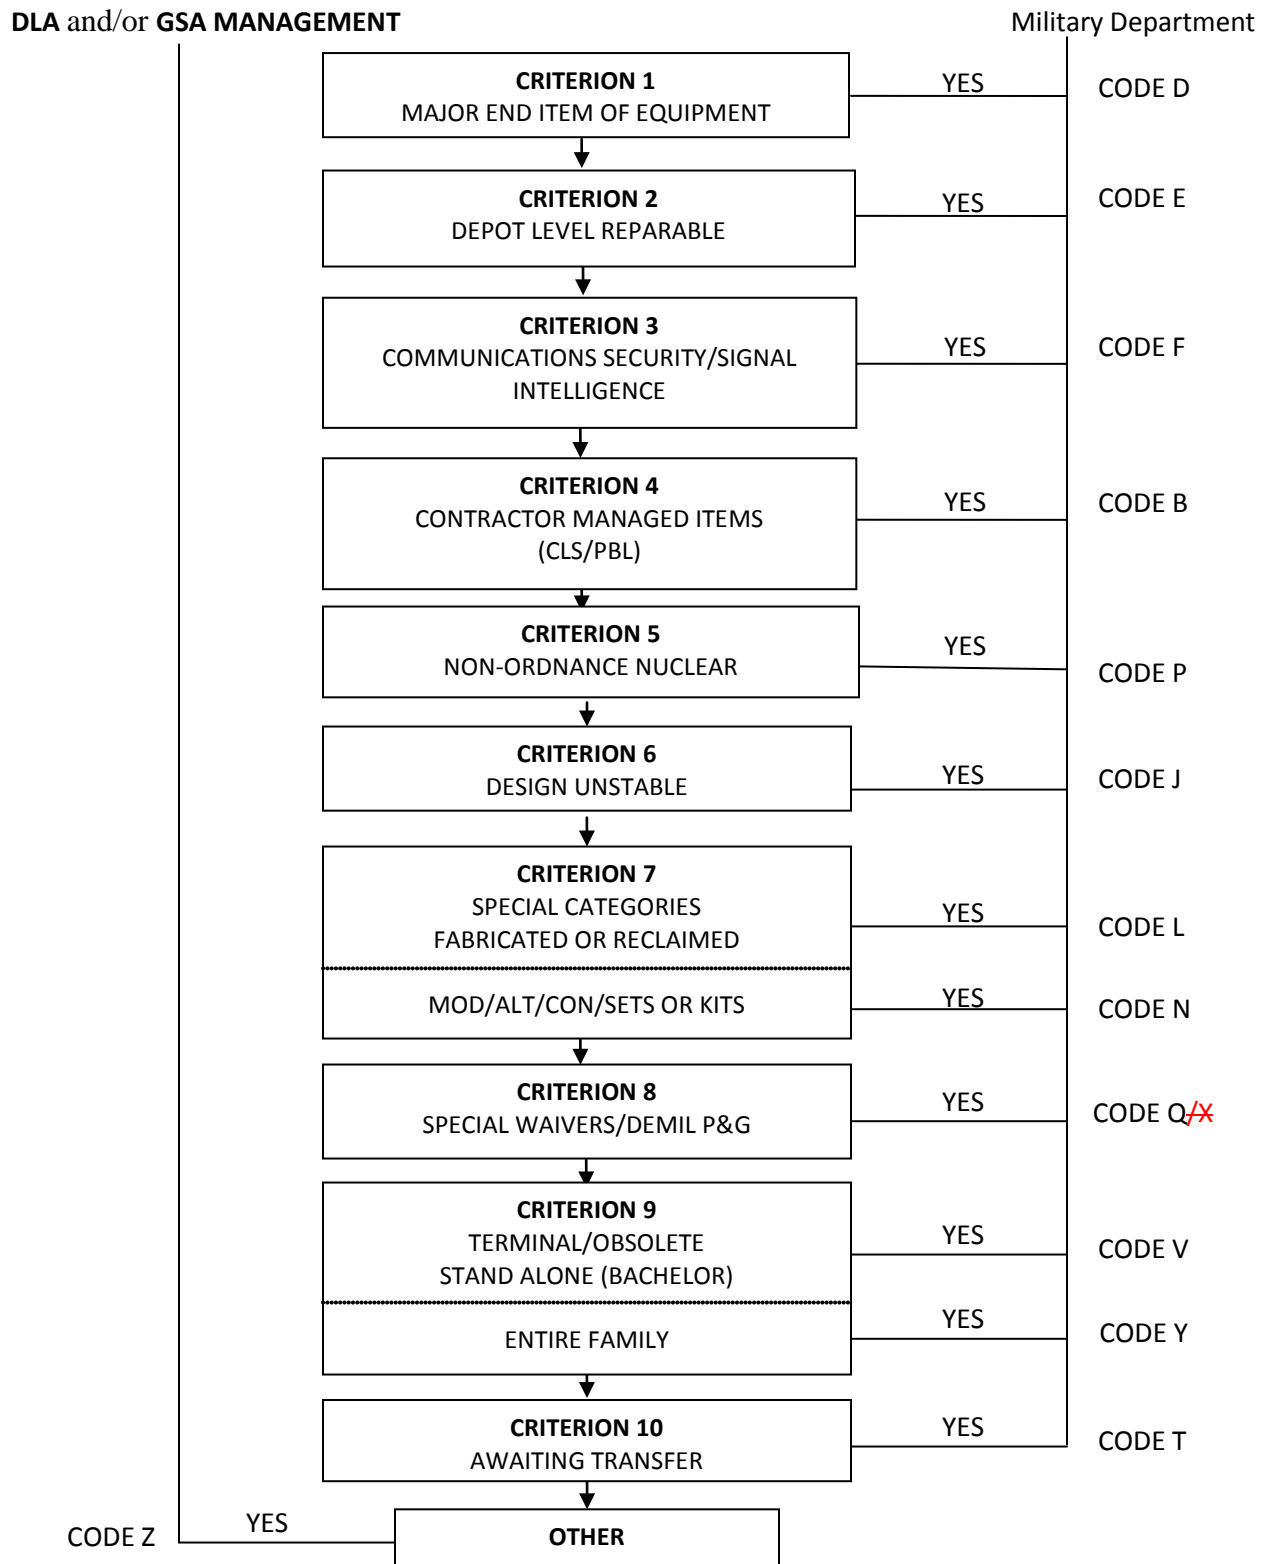 DLA and/or GSA MANAGEMENT
Military Department
CRITERION 1
MAJOR END ITEM OF EQUIPMENT
YES
CODE D
CRITERION 2
DEPOT LEVEL REPARABLE
YES
CODE E
CRITERION 3
COMMUNICATIONS SECURITY/SIGNAL
INTELLIGENCE
YES
CODE F
CRITERION 4
CONTRACTOR MANAGED ITEMS
(CLS/PBL)
YES
CODE B
CRITERION 5
NON-ORDNANCE NUCLEAR
YES
CODE P
CRITERION 6
DESIGN UNSTABLE
YES
CODE J
CRITERION 7
SPECIAL CATEGORIES
FABRICATED OR RECLAIMED
YES
CODE L
MOD/ALT/CON/SETS OR KITS
YES
CODE N
CRITERION 8
SPECIAL WAIVERS/DEMIL P&G
YES
CODE Q/X
CRITERION 9
TERMINAL/OBSOLETE
STAND ALONE (BACHELOR)
YES
CODE V
ENTIRE FAMILY
YES
CODE Y
CRITERION 10
AWAITING TRANSFER
YES
CODE T
CODE Z
YES
OTHER